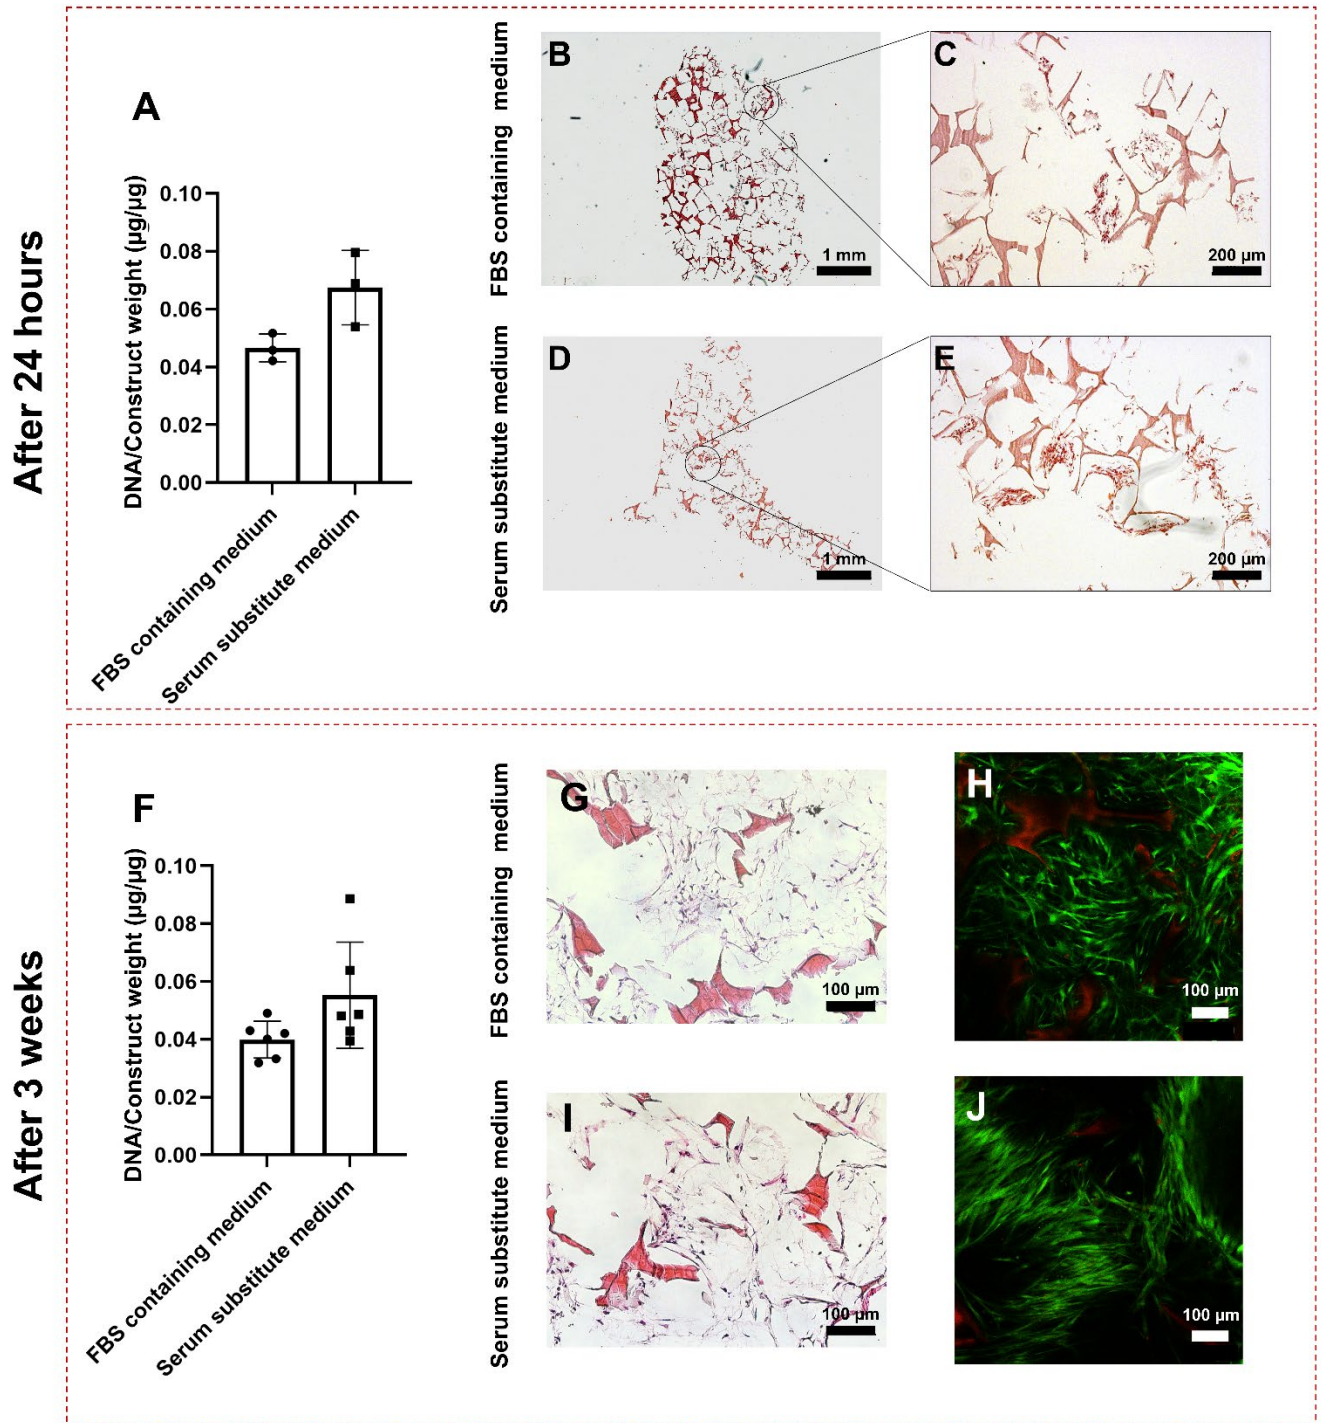 After 24 hours
A
DNA/Construct weight (µg/µg)
0.10
0.08
0.06
0.04
0.02
0.00
FBS containing medium
Serum substitute medium
FBS containing medium
B
1 mm
C
200 µm
Serum substitute medium
D
1 mm
E
200 µm
After 3 weeks
F
DNA/Construct weight (µg/µg)
0.10
0.08
0.06
0.04
0.02
0.00
FBS containing medium
Serum substitute medium
FBS containing medium
G
100 µm
H
100 µm
Serum substitute medium
I
100 µm
J
100 µm